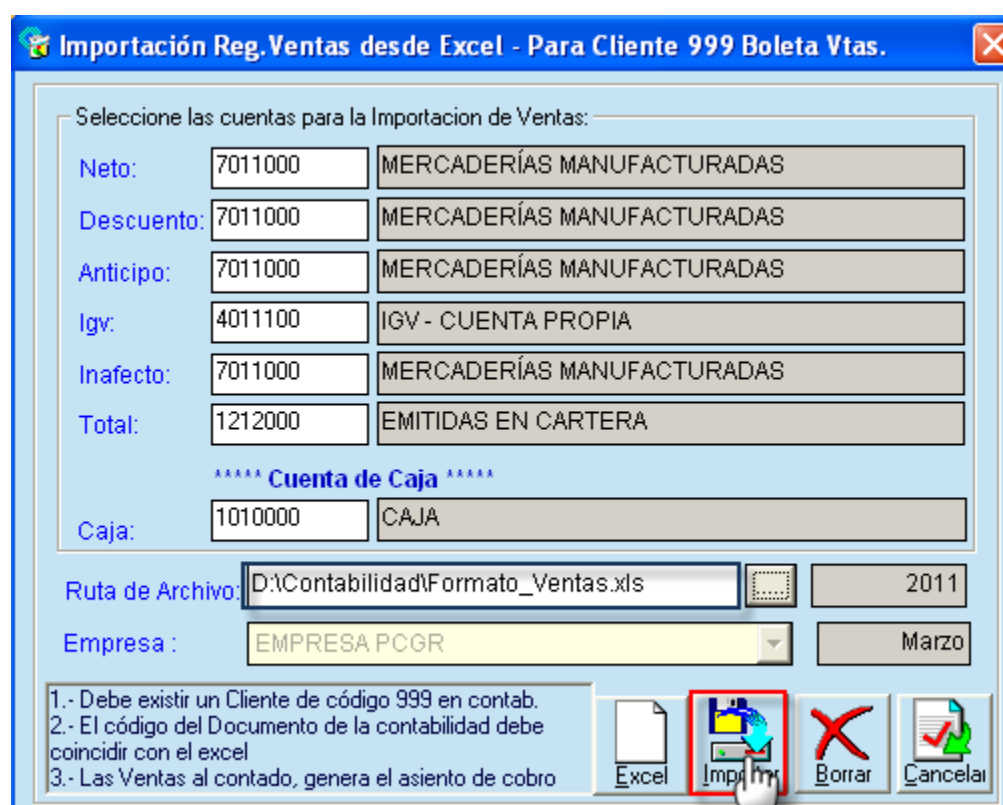 Importación Reg.Ventas desde Excel - Para Cliente 999 Boleta Vtas.
Seleccione las cuentas para la Importacion de Ventas:
Neto: 7011000 MERCADERÍAS MANUFACTURADAS
Descuento: 7011000 MERCADERÍAS MANUFACTURADAS
Anticipo: 7011000 MERCADERÍAS MANUFACTURADAS
Igv: 4011100 IGV - CUENTA PROPIA
Inafecto: 7011000 MERCADERÍAS MANUFACTURADAS
Total: 1212000 EMITIDAS EN CARTERA
***** Cuenta de Caja *****
Caja: 1010000 CAJA
Ruta de Archivo: D:\Contabilidad\Formato_Ventas.xls ... 2011
Empresa : EMPRESA PCGR Marzo
1.- Debe existir un Cliente de código 999 en contab.
2.- El código del Documento de la contabilidad debe
coincidir con el excel
3.- Las Ventas al contado, genera el asiento de cobro
Excel Borrar Cancelar